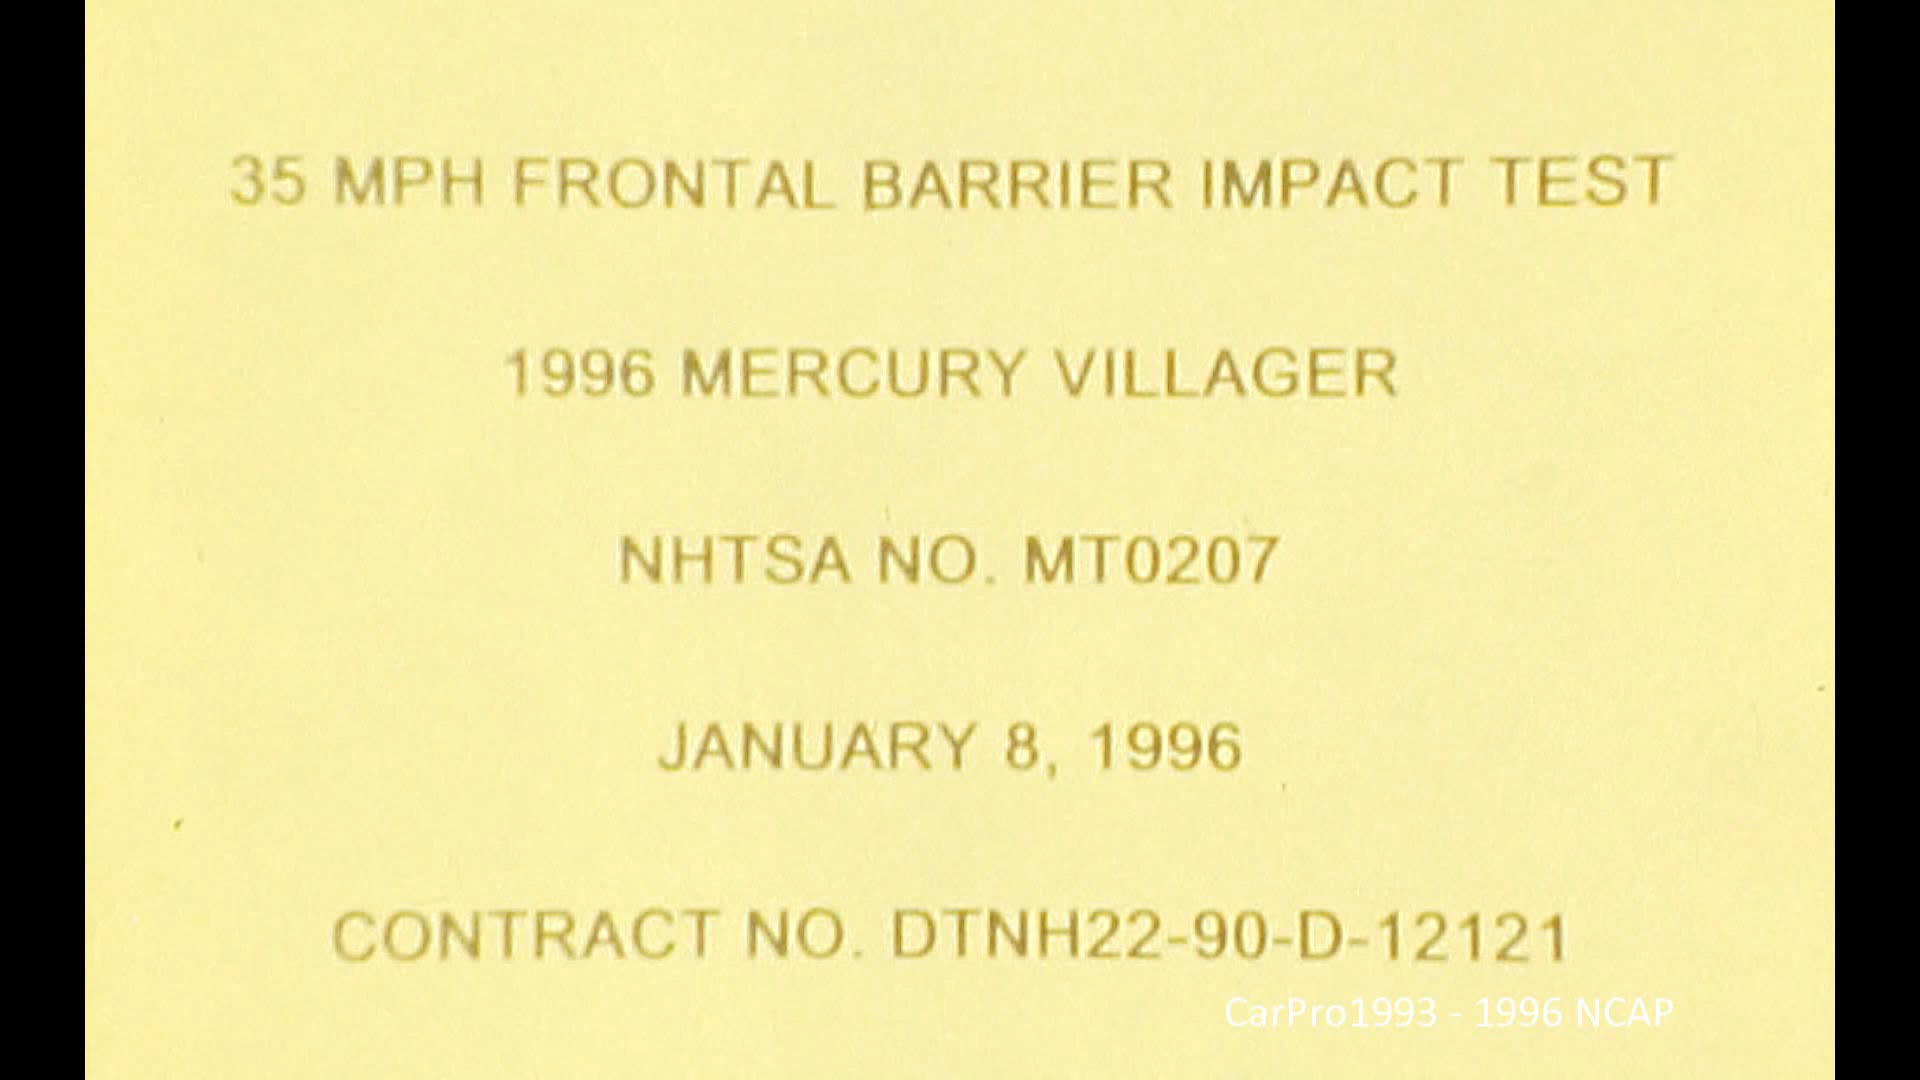 35 MPH FRONTAL BARRIER IMPACT TEST
1996 MERCURY VILLAGER
NHTSA NO. MT0207
JANUARY 8, 1996
CONTRACT NO. DTNH22-90-D-12121
CarPro1993 - 1996 NCAP